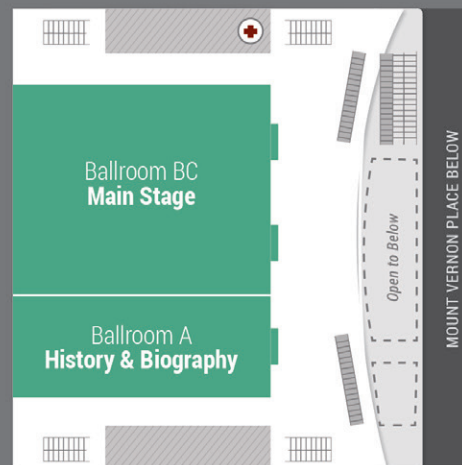 Ballroom BC
Main Stage
Ballroom A
History & Biography
Open to Below
MOUNT VERNON PLACE BELOW